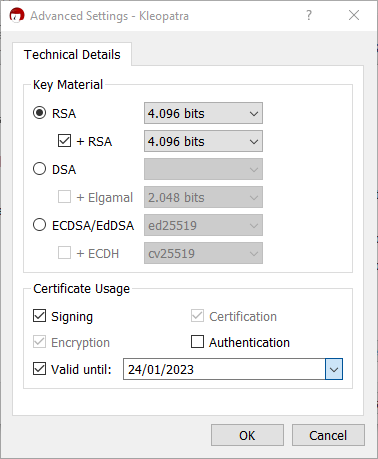 Advanced Settings - Kleopatra ?
Technical Details
Key Material
RSA 4.096 bits
+ RSA 4.096 bits
DSA
+ Elgamal 2.048 bits
ECDSA/EdDSA ed25519
+ ECDH cv25519
Certificate Usage
Signing Certification
Encryption Authentication
Valid until: 24/01/2023
OK Cancel